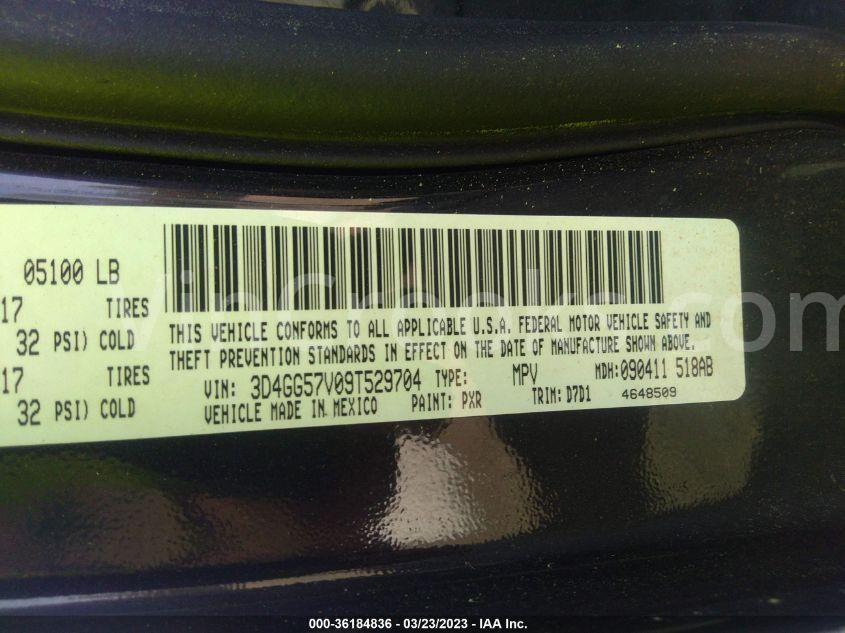 05100 LB
17 TIRES
32 PSI) COLD
17 TIRES
32 PSI) COLD
THIS VEHICLE CONFORMS TO ALL APPLICABLE U.S.A. FEDERAL MOTOR VEHICLE SAFETY AND
THEFT PREVENTION STANDARDS IN EFFECT ON THE DATE OF MANUFACTURE SHOWN ABOVE.
VIN: 3D4GG57V09T529704 TYPE: MPV MDH: 090411 518AB
VEHICLE MADE IN MEXICO PAINT: PXR TRIM: D7D1 4648509
000-36184836 - 03/23/2023 - IAA Inc.